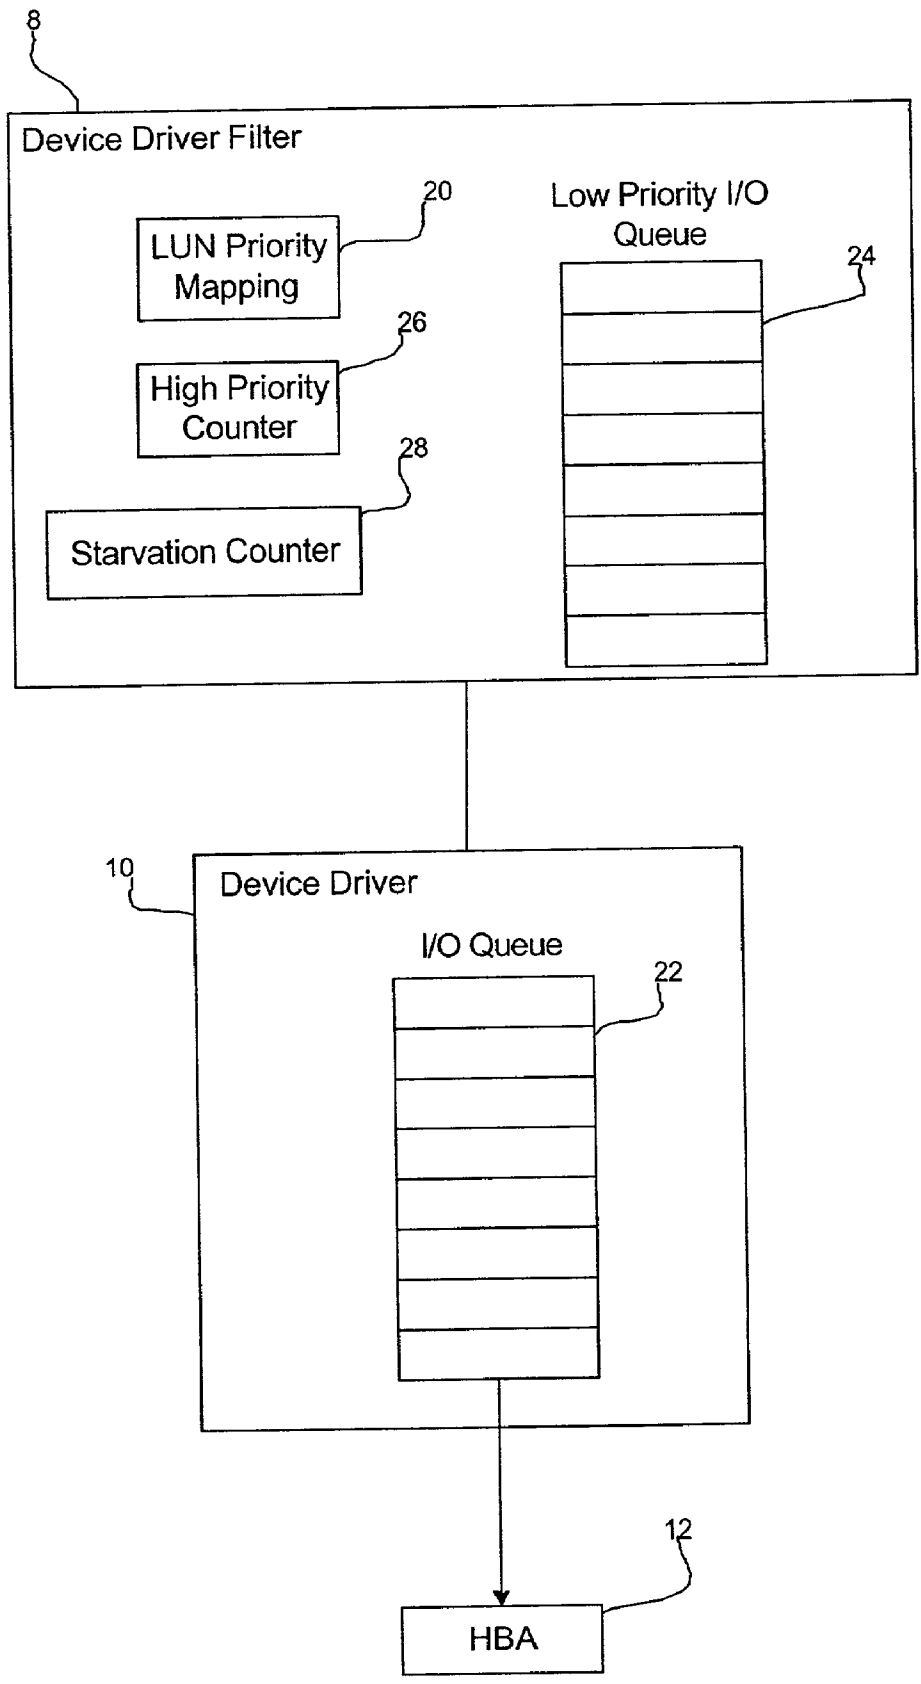 8
Device Driver Filter
20
LUN Priority
Mapping
Low Priority I/O
Queue
24
26
High Priority
Counter
28
Starvation Counter
10
Device Driver
I/O Queue
22
12
HBA